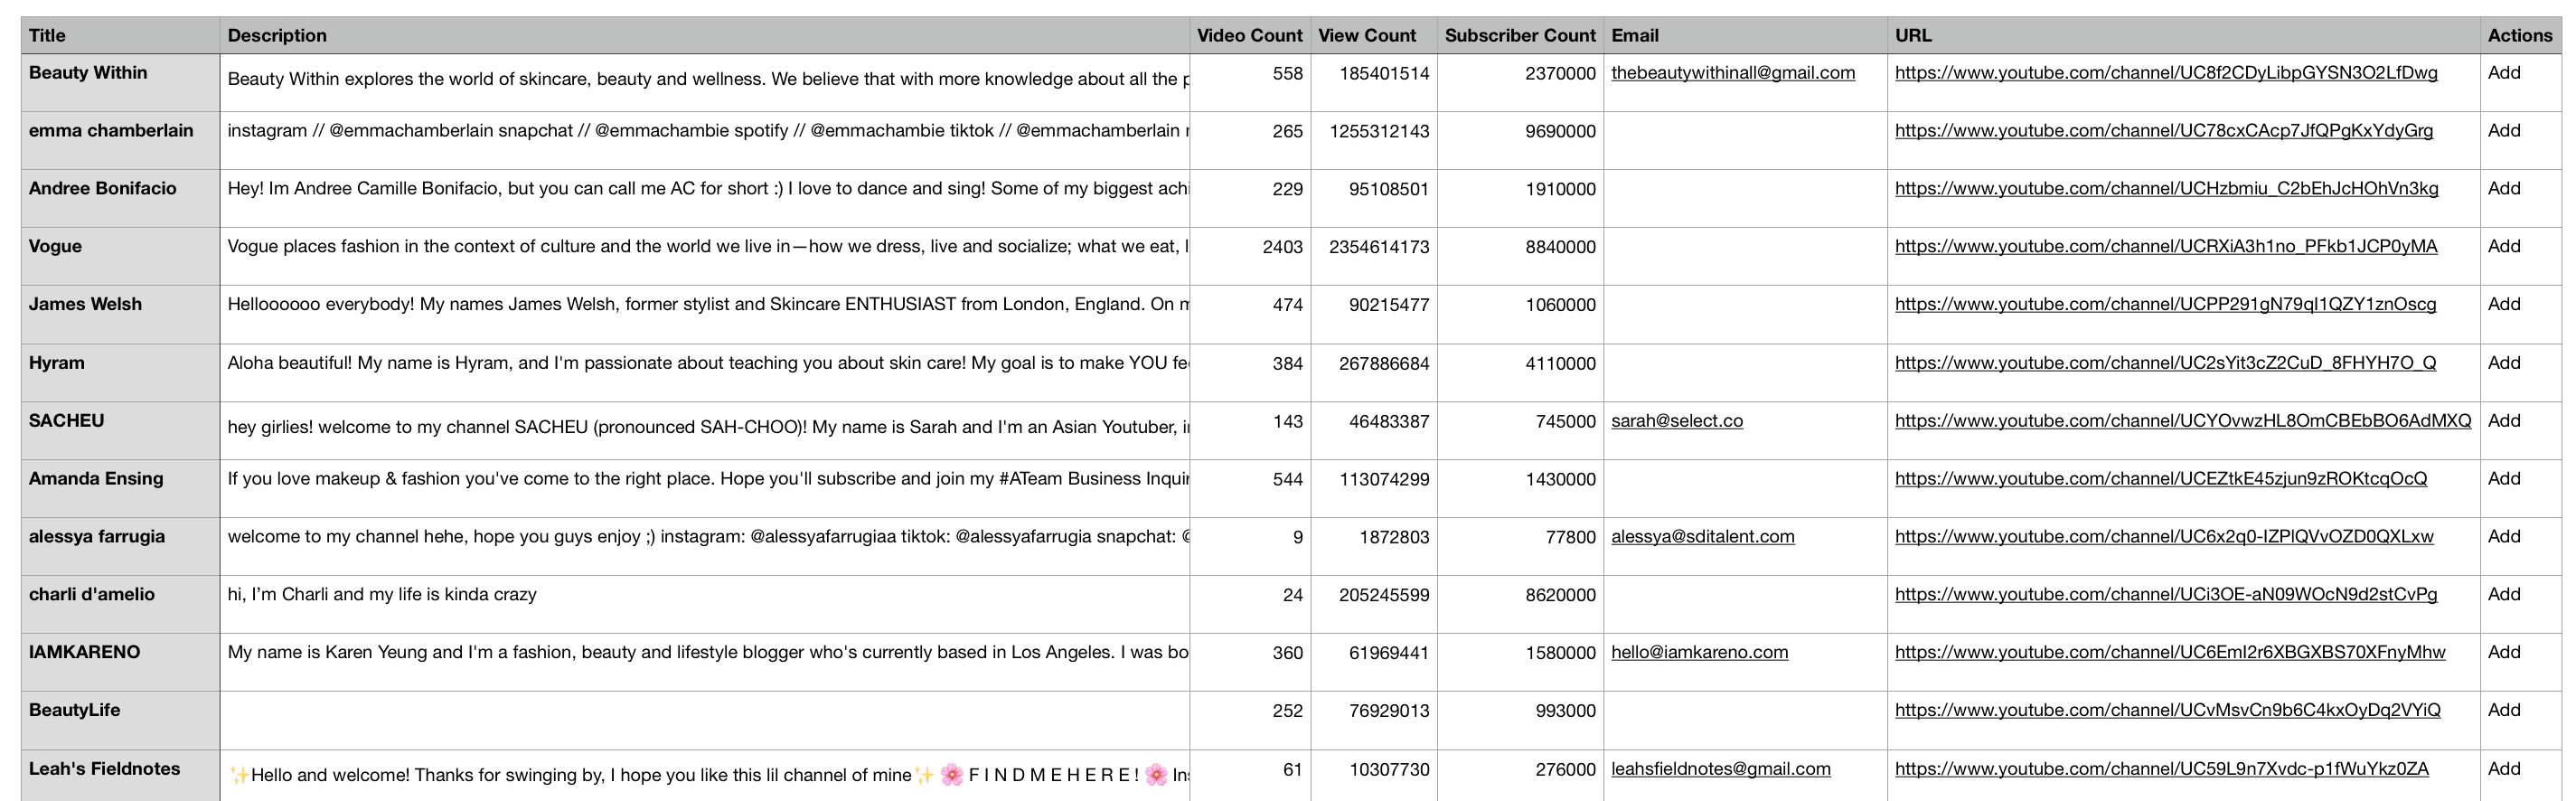 Title Description Video Count View Count Subscriber Count Email URL Actions
Beauty Within Beauty Within explores the world of skincare, beauty and wellness. We believe that with more knowledge about all the 558 185401514 2370000 thebeautywithinall@gmail.com https://www.youtube.com/channel/UC8f2CDyLibpGYSN3O2LfDwg Add
emma chamberlain instagram // @emmachamberlain snapchat // @emmachambie spotify // @emmachambie tiktok // @emmachamberlain 265 1255312143 9690000 https://www.youtube.com/channel/UC78cxCAcp7JfQPgKxYdyGrg Add
Andree Bonifacio Hey! Im Andree Camille Bonifacio, but you can call me AC for short :) I love to dance and sing! Some of my biggest achi 229 95108501 1910000 https://www.youtube.com/channel/UCHzbmiu_C2bEhJcHOhVn3kg Add
Vogue Vogue places fashion in the context of culture and the world we live in—how we dress, live and socialize; what we eat, l 2403 2354614173 8840000 https://www.youtube.com/channel/UCRXiA3h1no_PFkb1JCP0yMA Add
James Welsh Helloooooo everybody! My names James Welsh, former stylist and Skincare ENTHUSIAST from London, England. On m 474 90215477 1060000 https://www.youtube.com/channel/UCPP291gN79qI1QZY1znOscg Add
Hyram Aloha beautiful! My name is Hyram, and I'm passionate about teaching you about skin care! My goal is to make YOU fe 384 267886684 4110000 https://www.youtube.com/channel/UC2sYit3cZ2CuD_8FHYH7O_Q Add
SACHEU hey girlies! welcome to my channel SACHEU (pronounced SAH-CHOO)! My name is Sarah and I'm an Asian Youtuber, i 143 46483387 745000 sarah@select.co https://www.youtube.com/channel/UCYOvwzHL8OmCBEbBO6AdMXQ Add
Amanda Ensing If you love makeup & fashion you've come to the right place. Hope you'll subscribe and join my #ATeam Business Inquir 544 113074299 1430000 https://www.youtube.com/channel/UCEZtkE45zjun9zROKtcqOcQ Add
alessya farrugia welcome to my channel hehe, hope you guys enjoy ;) instagram: @alessyafarrugiaa tiktok: @alessyafarrugia snapchat: @ 9 1872803 77800 alessya@sditalent.com https://www.youtube.com/channel/UC6x2q0-IZPlQVvOZD0QXLxw Add
charli d'amelio hi, I’m Charli and my life is kinda crazy 24 205245599 8620000 https://www.youtube.com/channel/UCi3OE-aN09WOcN9d2stCvPg Add
IAMKARENO My name is Karen Yeung and I'm a fashion, beauty and lifestyle blogger who's currently based in Los Angeles. I was bo 360 61969441 1580000 hello@iamkareno.com https://www.youtube.com/channel/UC6EmI2r6XBGXBS70XFnyMhw Add
BeautyLife 252 76929013 993000 https://www.youtube.com/channel/UCvMsvCn9b6C4kxOyDq2VYiQ Add
Leah's Fieldnotes ✨Hello and welcome! Thanks for swinging by, I hope you like this lil channel of mine✨ 🌸 F I N D M E H E R E ! 🌸 Ins 61 10307730 276000 leahsfieldnotes@gmail.com https://www.youtube.com/channel/UC59L9n7Xvdc-p1fWuYkz0ZA Add